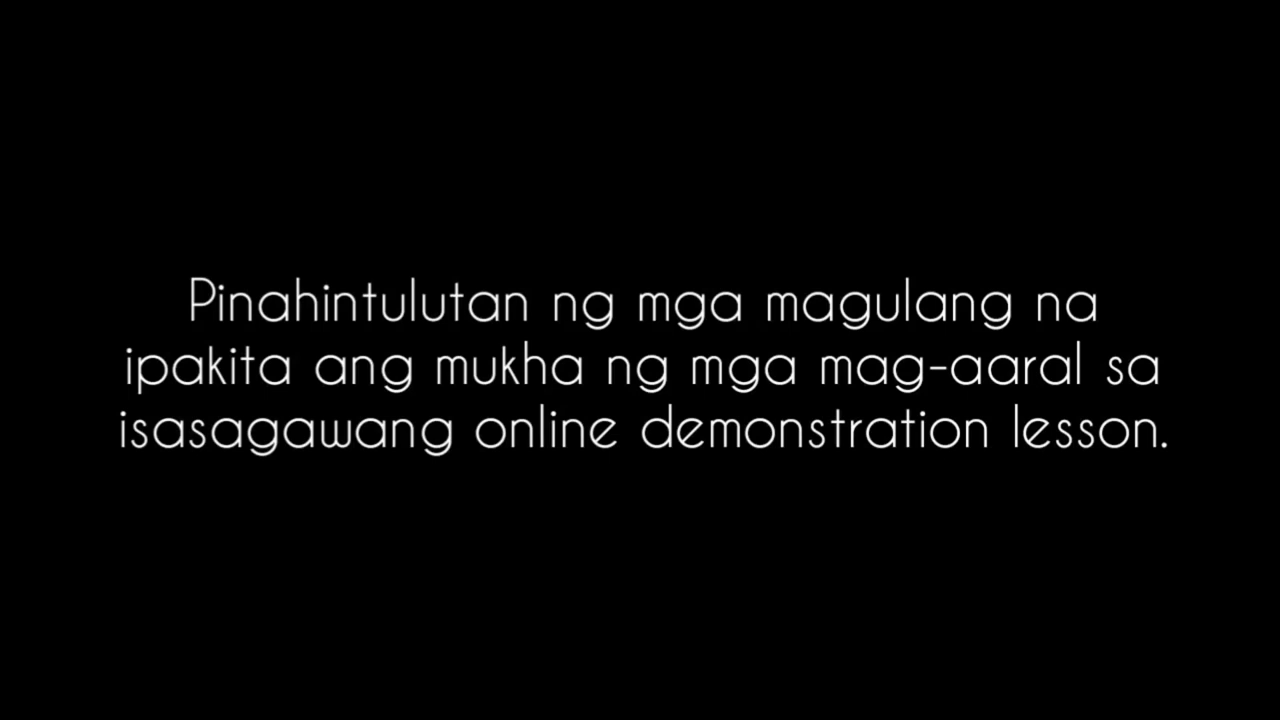 Pinahintulutan ng mga magulang na
ipakita ang mukha ng mga mag-aaral sa
isasagawang online demonstration lesson.